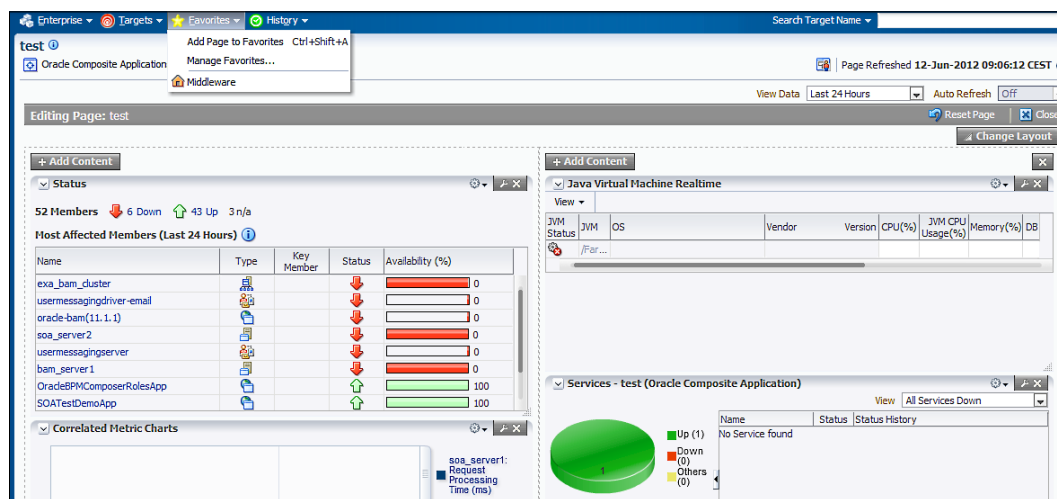 Enterprise Targets Favorites History Search Target Name
test
Add Page to Favorites Ctrl+Shift+A
Oracle Composite Application
Manage Favorites...
Middleware
Page Refreshed 12-Jun-2012 09:06:12 CEST
View Data Last 24 Hours Auto Refresh Off
Editing Page: test Reset Page Close
Change Layout
+ Add Content
Status
52 Members 6 Down 43 Up 3 n/a
Most Affected Members (Last 24 Hours)
Name Type Key Member Status Availability (%)
exa_bam_cluster 0
usermessagingdriver-email 0
oracle-bam(11.1.1) 0
soa_server2 0
usermessagingserver 0
bam_server1 0
OracleBPMComposerRolesApp 100
SOATestDemoApp 100
Correlated Metric Charts
soa_server1:
Request
Processing
Time (ms)
+ Add Content
Java Virtual Machine Realtime
View
JVM Status JVM OS Vendor Version CPU(%) JVM CPU Usage(%) Memory(%) DB
/Far...
Services - test (Oracle Composite Application)
View All Services Down
Up (1)
Down
(0)
Others
(0)
1
Name Status Status History
No Service found